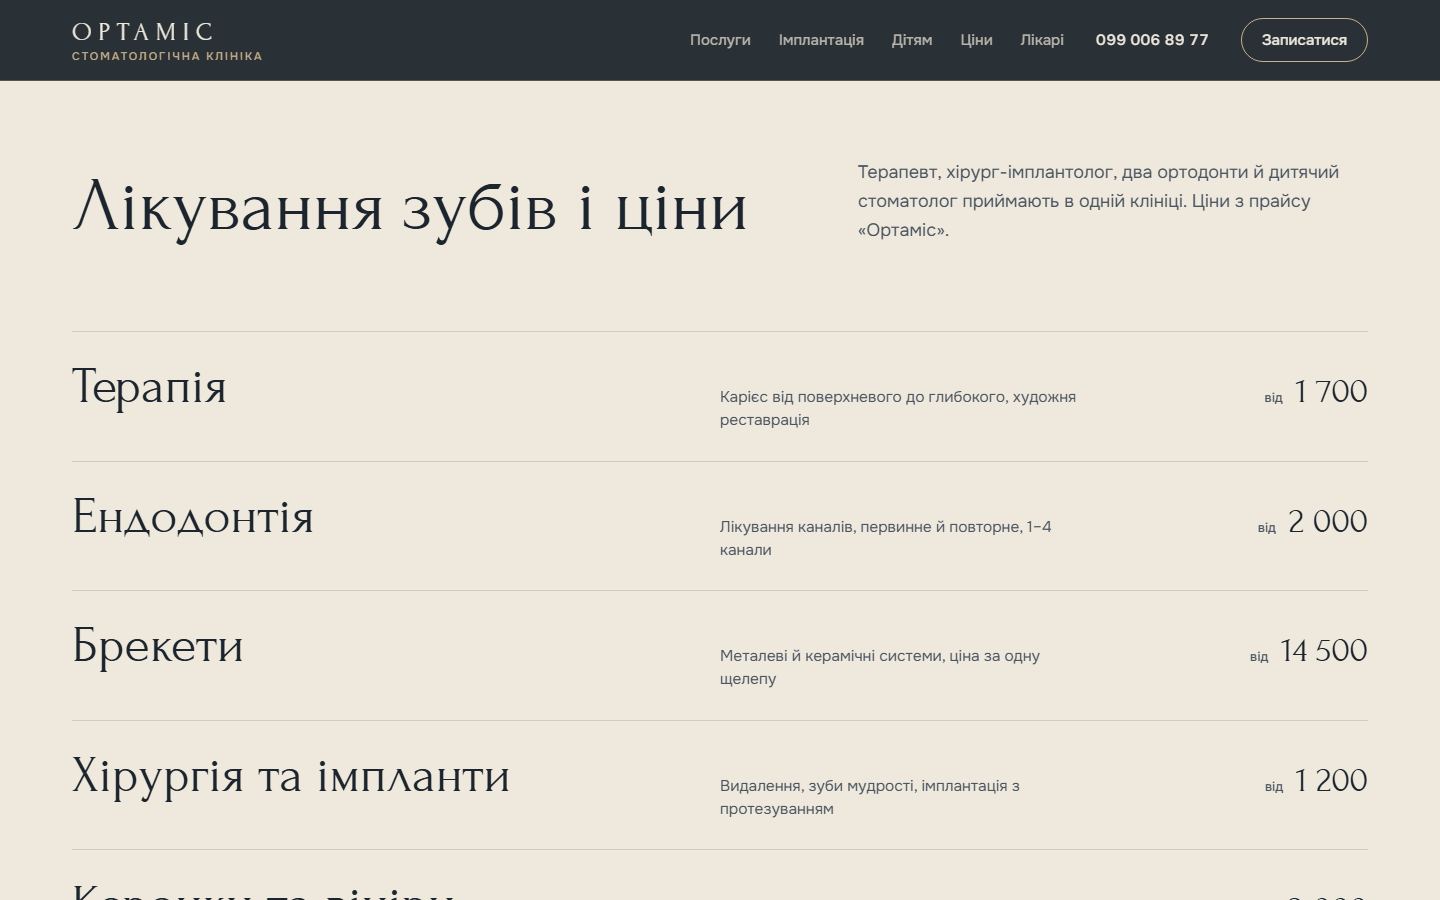 ОРТАМІС
СТОМАТОЛОГІЧНА КЛІНІКА
Послуги
Імплантація
Дітям
Ціни
Лікарі
099 006 89 77
Записатися
Лікування зубів і ціни
Терапевт, хірург-імплантолог, два ортодонти й дитячий
стоматолог приймають в одній клініці. Ціни з прайсу
«Ортаміс».
Терапія
Карієс від поверхневого до глибокого, художня
реставрація
від 1 700
Ендодонтія
Лікування каналів, первинне й повторне, 1–4
канали
від 2 000
Брекети
Металеві й керамічні системи, ціна за одну
щелепу
від 14 500
Хірургія та імпланти
Видалення, зуби мудрості, імплантація з
протезуванням
від 1 200
Коронки та вініри